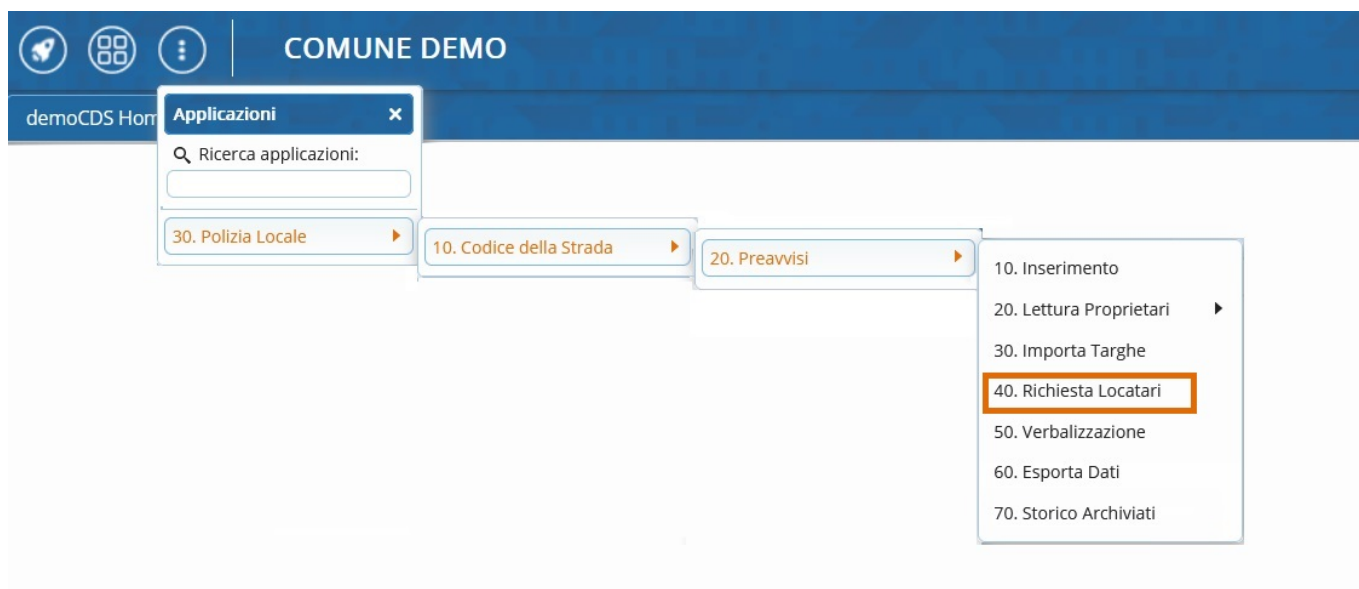 COMUNE DEMO
demoCDS Hom
Applicazioni
Ricerca applicazioni:
30. Polizia Locale
10. Codice della Strada
20. Preavvisi
10. Inserimento
20. Lettura Proprietari
30. Importa Targhe
40. Richiesta Locatari
50. Verbalizzazione
60. Esporta Dati
70. Storico Archiviati